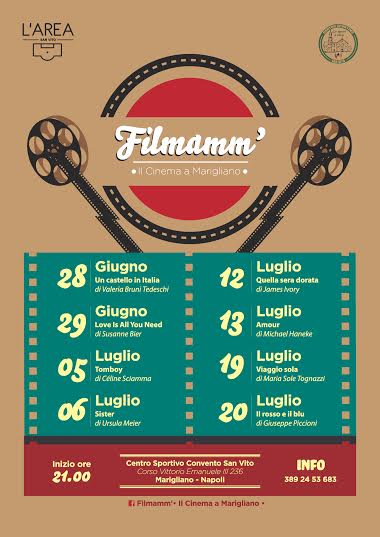 L'AREA
SAN VITO
Filmamm'
• Il Cinema a Marigliano •
28 Giugno
Un castello in Italia
di Valeria Bruni Tedeschi
29 Giugno
Love Is All You Need
di Susanne Bier
05 Luglio
Tomboy
di Céline Sciamma
06 Luglio
Sister
di Ursula Meier
12 Luglio
Quella sera dorata
di James Ivory
13 Luglio
Amour
di Michael Haneke
19 Luglio
Viaggio sola
di Maria Sole Tognazzi
20 Luglio
Il rosso e il blu
di Giuseppe Piccioni
inizio ore
21.00
Centro Sportivo Convento San Vito
Corso Vittorio Emanuele III 236
Marigliano - Napoli
INFO
389 24 53 683
Filmamm' • Il Cinema a Marigliano •